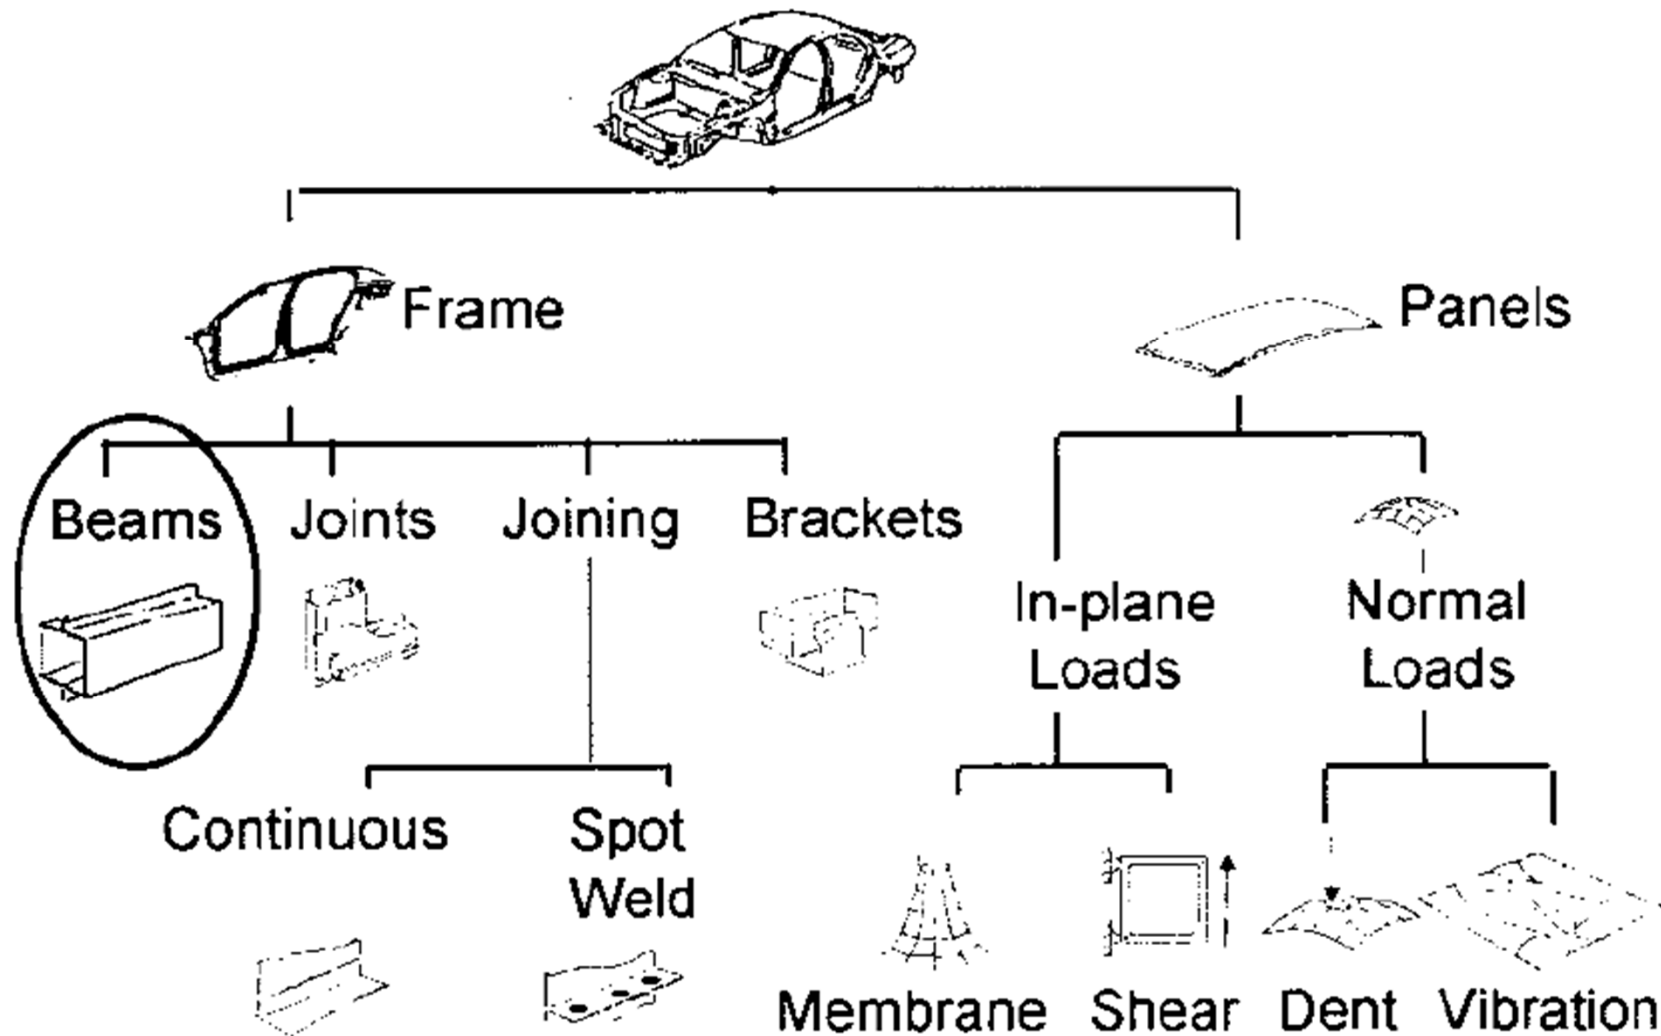 Frame
Panels
Beams
Joints
Joining
Brackets
In-plane
Loads
Normal
Loads
Continuous
Spot
Weld
Membrane
Shear
Dent
Vibration